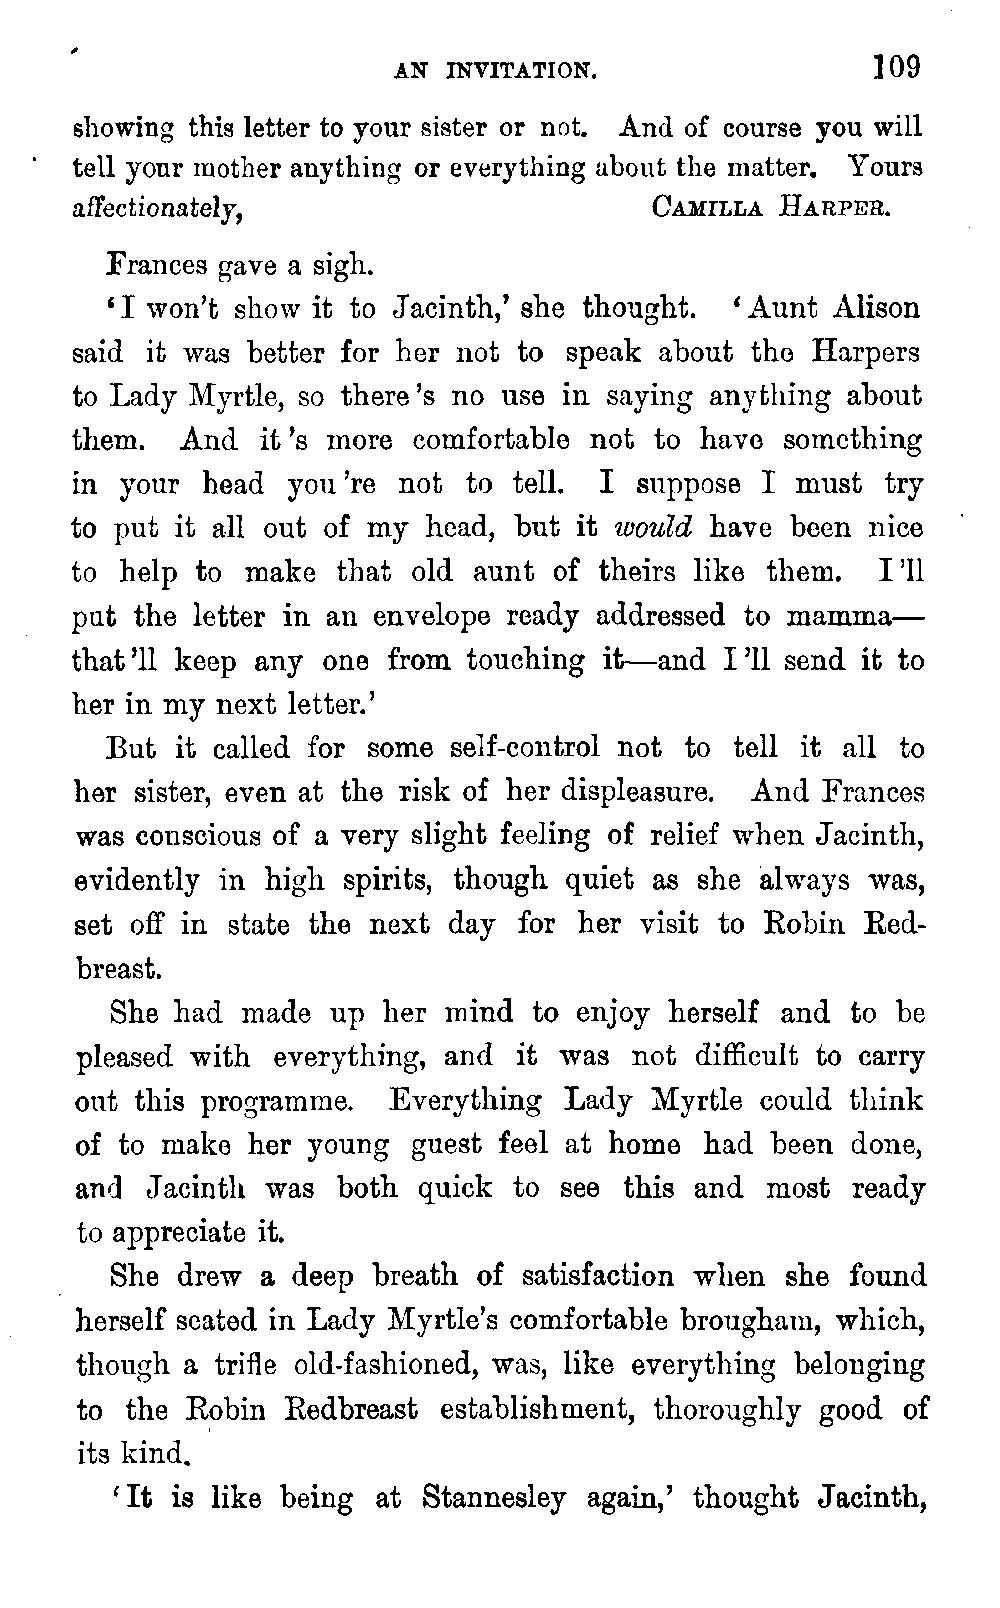 AN INVITATION. 109
showing this letter to your sister or not. And of course you will
tell your mother anything or everything about the matter. Yours
affectionately, CAMILLA HARPER.
Frances gave a sigh.
‘I won’t show it to Jacinth,’ she thought. ‘Aunt Alison
said it was better for her not to speak about the Harpers
to Lady Myrtle, so there’s no use in saying anything about
them. And it’s more comfortable not to have something
in your head you’re not to tell. I suppose I must try
to put it all out of my head, but it would have been nice
to help to make that old aunt of theirs like them. I’ll
put the letter in an envelope ready addressed to mamma—
that’ll keep any one from touching it—and I’ll send it to
her in my next letter.’
But it called for some self-control not to tell it all to
her sister, even at the risk of her displeasure. And Frances
was conscious of a very slight feeling of relief when Jacinth,
evidently in high spirits, though quiet as she always was,
set off in state the next day for her visit to Robin Red-
breast.
She had made up her mind to enjoy herself and to be
pleased with everything, and it was not difficult to carry
out this programme. Everything Lady Myrtle could think
of to make her young guest feel at home had been done,
and Jacinth was both quick to see this and most ready
to appreciate it.
She drew a deep breath of satisfaction when she found
herself seated in Lady Myrtle’s comfortable brougham, which,
though a trifle old-fashioned, was, like everything belonging
to the Robin Redbreast establishment, thoroughly good of
its kind.
‘It is like being at Stannesley again,’ thought Jacinth,